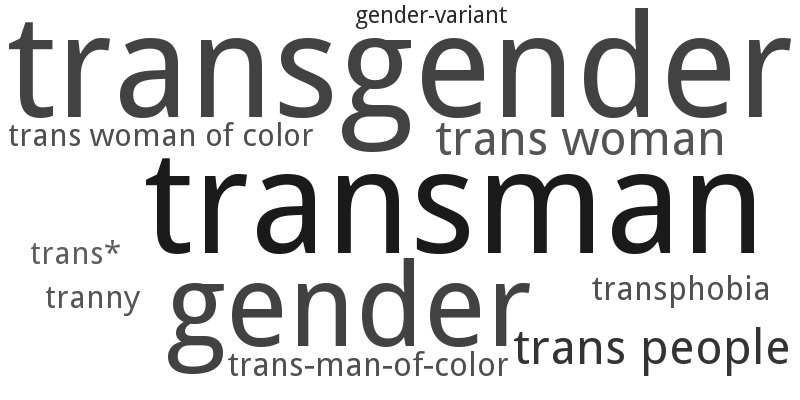 gender-variant
transgender
trans woman of color
trans woman
transman
trans*
tranny
gender
transphobia
trans people
trans-man-of-color